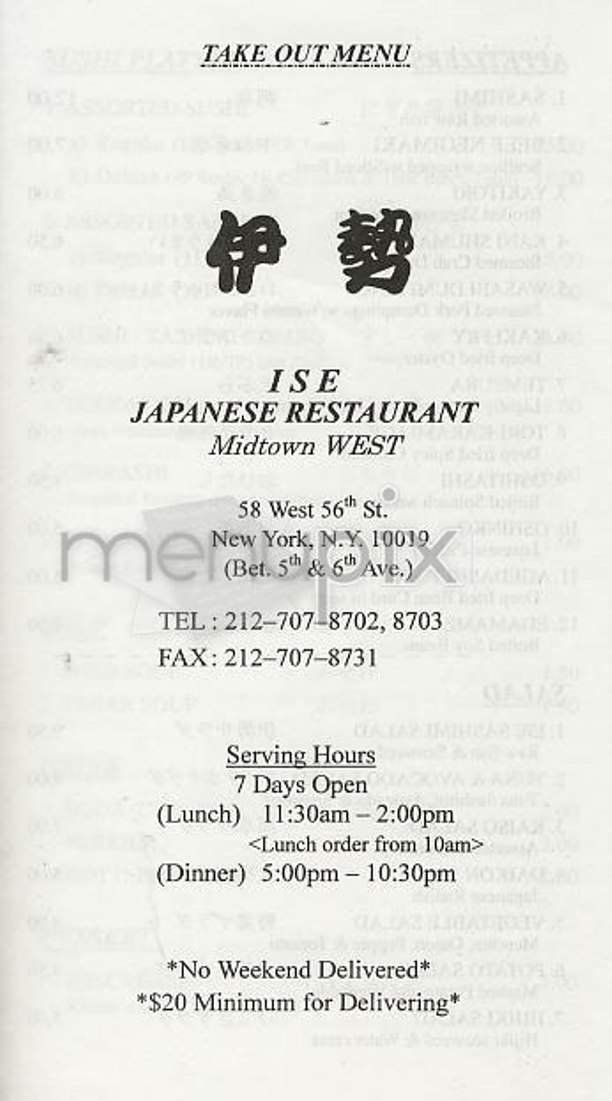 TAKE OUT MENU
伊勢
ISE
JAPANESE RESTAURANT
Midtown WEST
58 West 56th St.
New York, N.Y. 10019
(Bet. 5th & 6th Ave.)
menupix
TEL : 212–707–8702, 8703
FAX : 212–707–8731
Serving Hours
7 Days Open
(Lunch) 11:30am – 2:00pm
<Lunch order from 10am>
(Dinner) 5:00pm – 10:30pm
*No Weekend Delivered*
*$20 Minimum for Delivering*